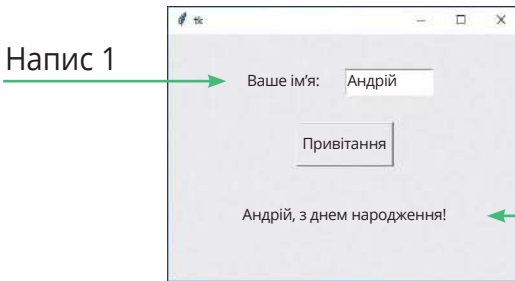 tk
Напис 1
Ваше ім’я: Андрій
Привітання
Андрій, з днем народження!